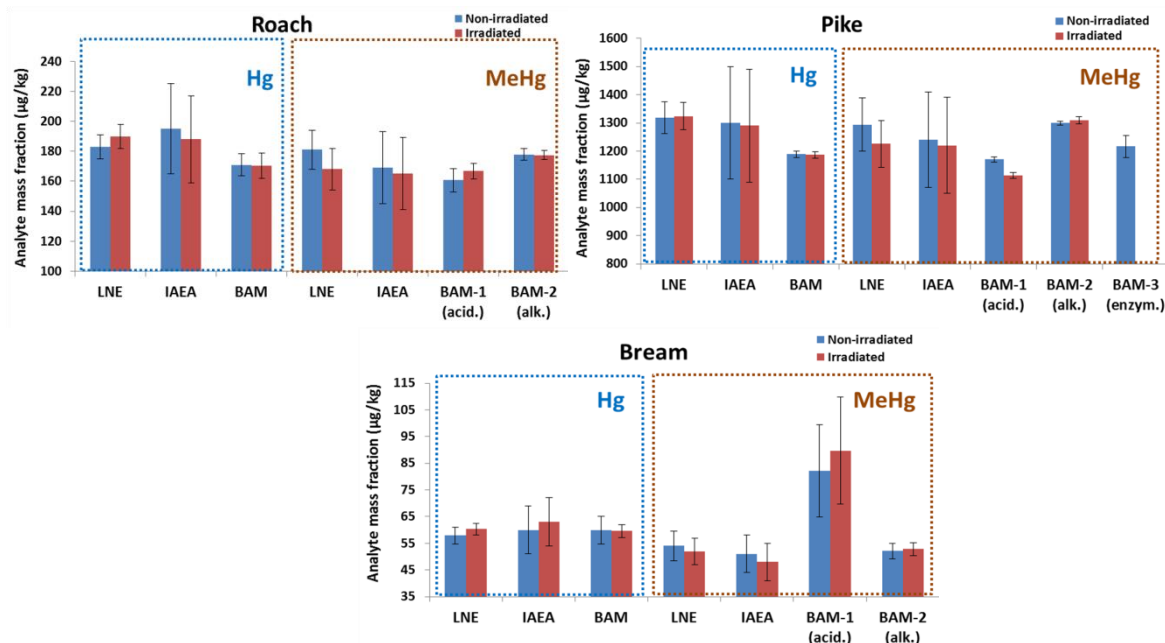 Roach
Non-irradiated
Irradiated
Analyte mass fraction (µg/kg)
240
220
200
180
160
140
120
100
Hg
MeHg
LNE IAEA BAM LNE IAEA BAM-1 BAM-2
(acid.) (alk.)
Pike
Non-irradiated
Irradiated
Analyte mass fraction (µg/kg)
1600
1500
1400
1300
1200
1100
1000
900
800
Hg
MeHg
LNE IAEA BAM LNE IAEA BAM-1 BAM-2 BAM-3
(acid.) (alk.) (enzym.)
Bream
Non-irradiated
Irradiated
Analyte mass fraction (µg/kg)
115
105
95
85
75
65
55
45
35
Hg
MeHg
LNE IAEA BAM LNE IAEA BAM-1 BAM-2
(acid.) (alk.)